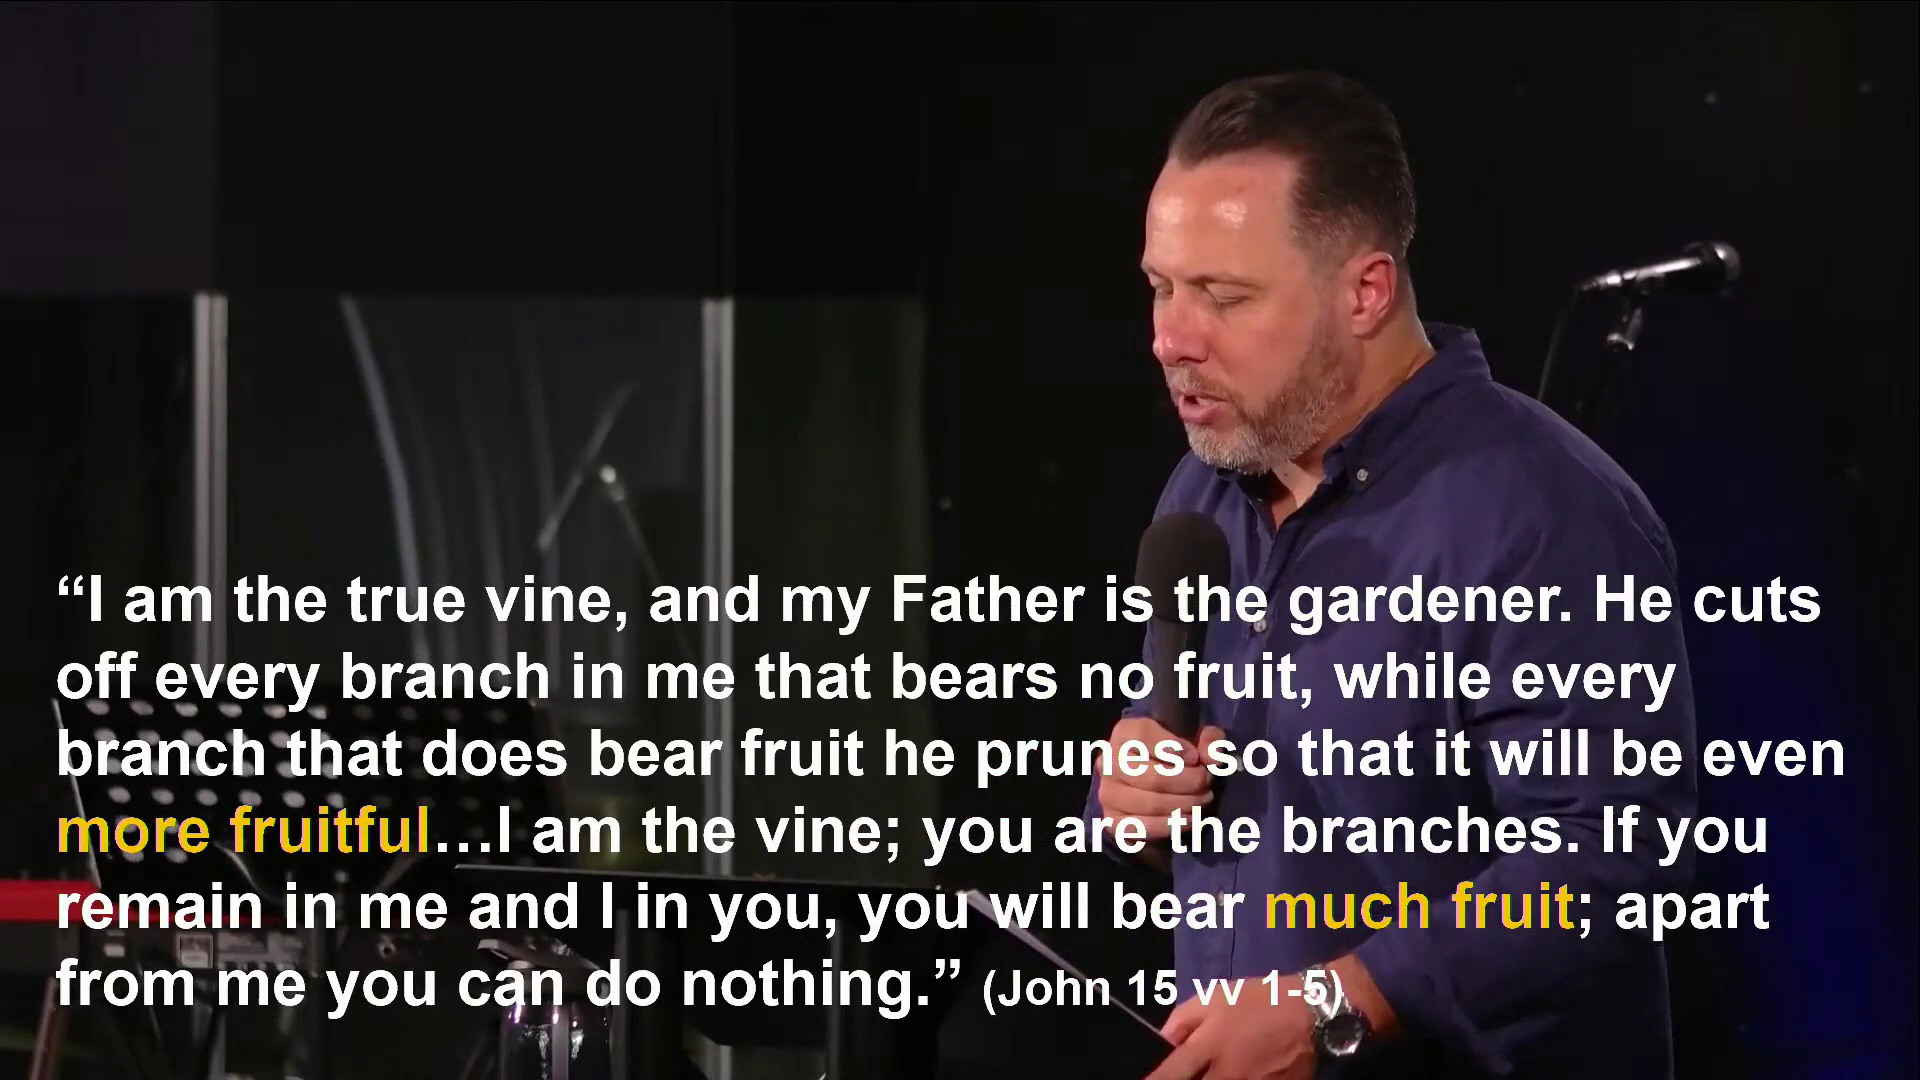 “I am the true vine, and my Father is the gardener. He cuts
off every branch in me that bears no fruit, while every
branch that does bear fruit he prunes so that it will be even
more fruitful…I am the vine; you are the branches. If you
remain in me and I in you, you will bear much fruit; apart
from me you can do nothing.” (John 15 vv 1-5)